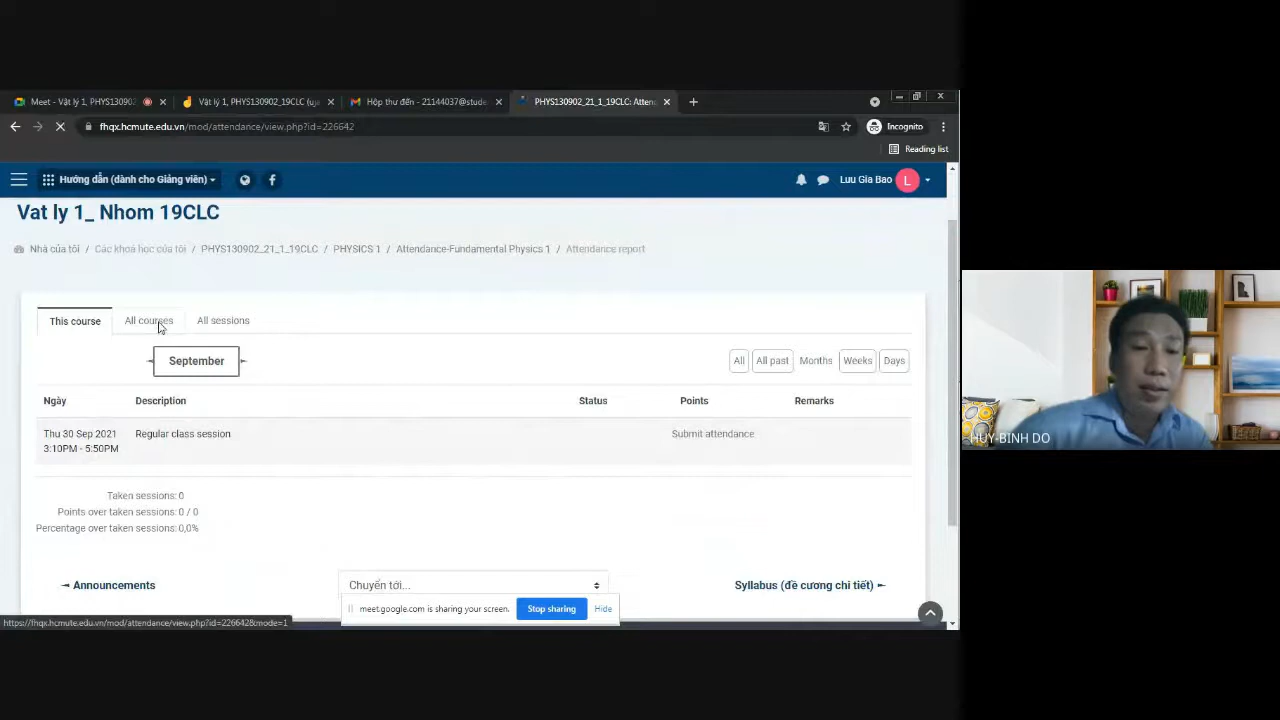 Meet - Vật lý 1, PHYS13090
Vật lý 1, PHYS130902_19CLC (uje
Hộp thư đến - 21144037@stude
PHYS130902_21_1_19CLC: Atten
fhqx.hcmute.edu.vn/mod/attendance/view.php?id=226642
Incognito
Reading list
Hướng dẫn (dành cho Giảng viên)
Luu Gia Bao
L
Vat ly 1_ Nhom 19CLC
Nhà của tôi / Các khoá học của tôi / PHYS130902_21_1_19CLC / PHYSICS 1 / Attendance-Fundamental Physics 1 / Attendance report
This course
All courses
All sessions
September
All
All past
Months
Weeks
Days
Ngày Description Status Points Remarks
Thu 30 Sep 2021 Regular class session Submit attendance
3:10PM - 5:50PM
Taken sessions: 0
Points over taken sessions: 0 / 0
Percentage over taken sessions: 0,0%
Announcements
Chuyển tới...
Syllabus (đề cương chi tiết)
meet.google.com is sharing your screen.
Stop sharing
Hide
https://fhqx.hcmute.edu.vn/mod/attendance/view.php?id=226642&mode=1
HUY-BINH DO